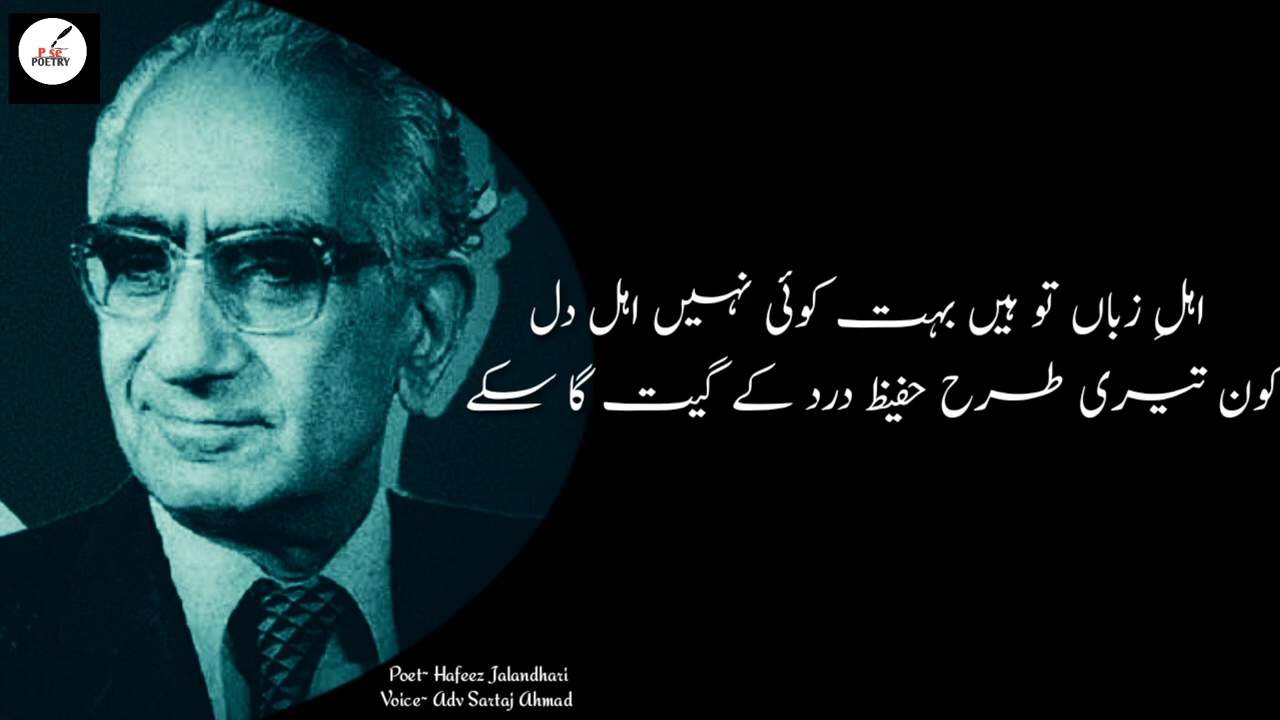 P se
POETRY
اہلِ زباں تو ہیں بہت کوئی نہیں اہل دل
کون تیری طرح حفیظ درد کے گیت گا سکے
Poet~ Hafeez Jalandhari
Voice~ Adv Sartaj Ahmad